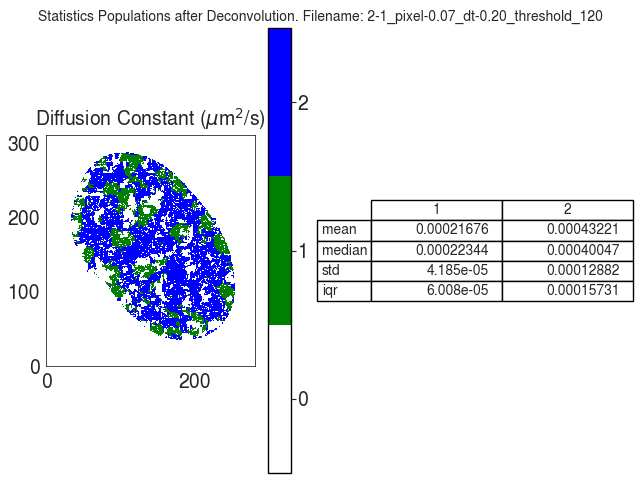 Statistics Populations after Deconvolution. Filename: 2-1_pixel-0.07_dt-0.20_threshold_120
Diffusion Constant (μm²/s)
300
200
100
0
0 200
2
1
0
1 2
mean 0.00021676 0.00043221
median 0.00022344 0.00040047
std 4.185e-05 0.00012882
iqr 6.008e-05 0.00015731